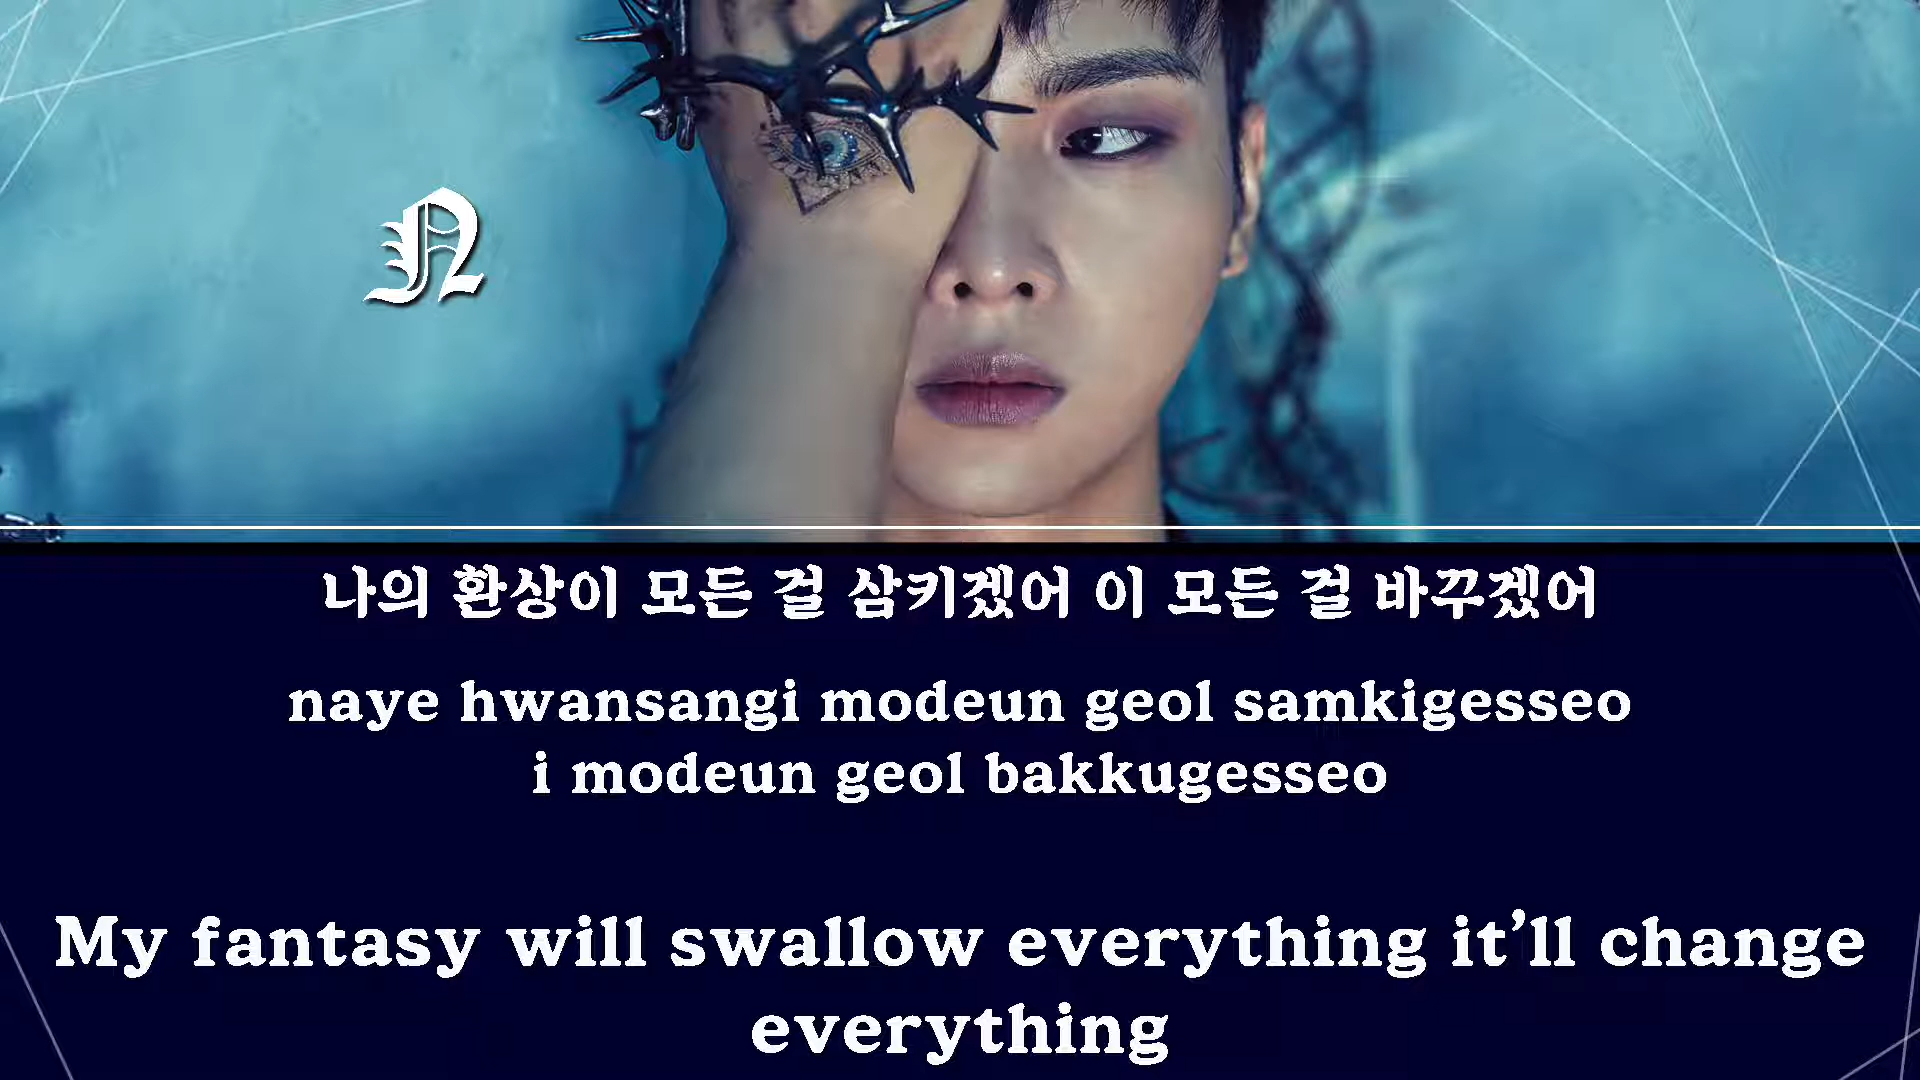 N
나의 환상이 모든 걸 삼키겠어 이 모든 걸 바꾸겠어
naye hwansangi modeun geol samkigesseo
i modeun geol bakkugesseo
My fantasy will swallow everything it’ll change
everything